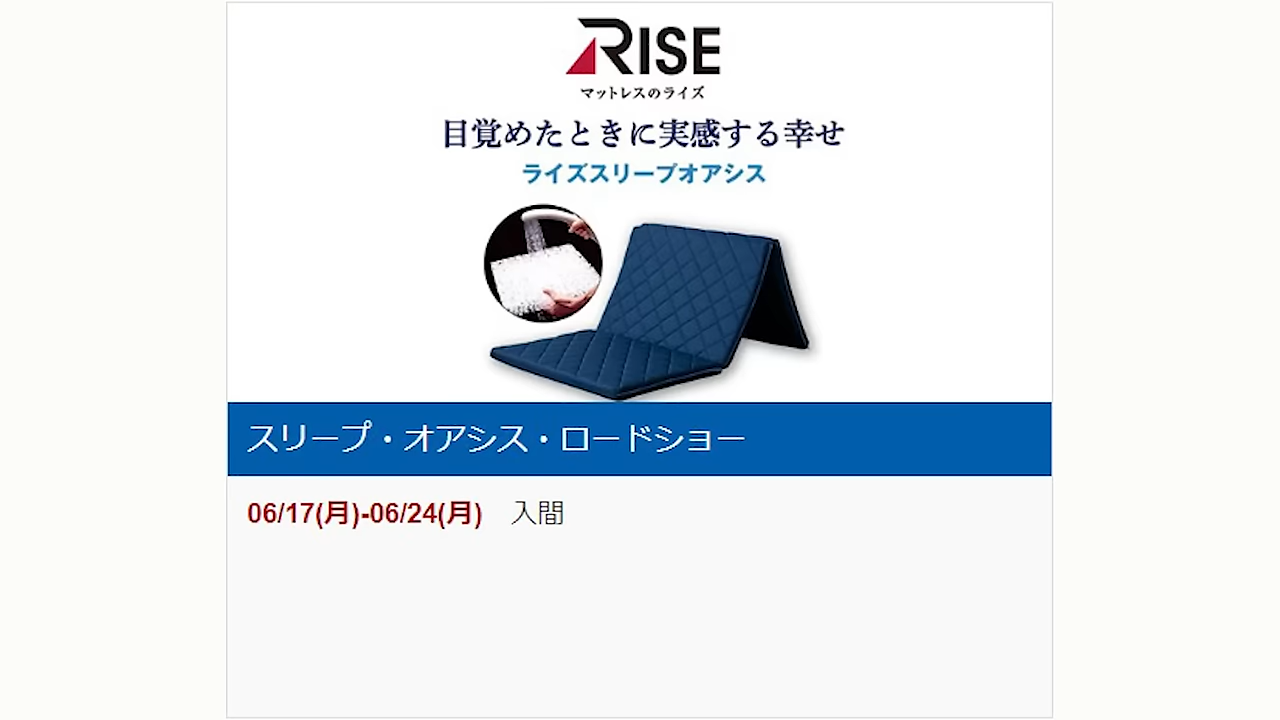 RISE
マットレスのライズ
目覚めたときに実感する幸せ
ライズスリープオアシス
スリープ・オアシス・ロードショー
06/17(月)-06/24(月) 入間